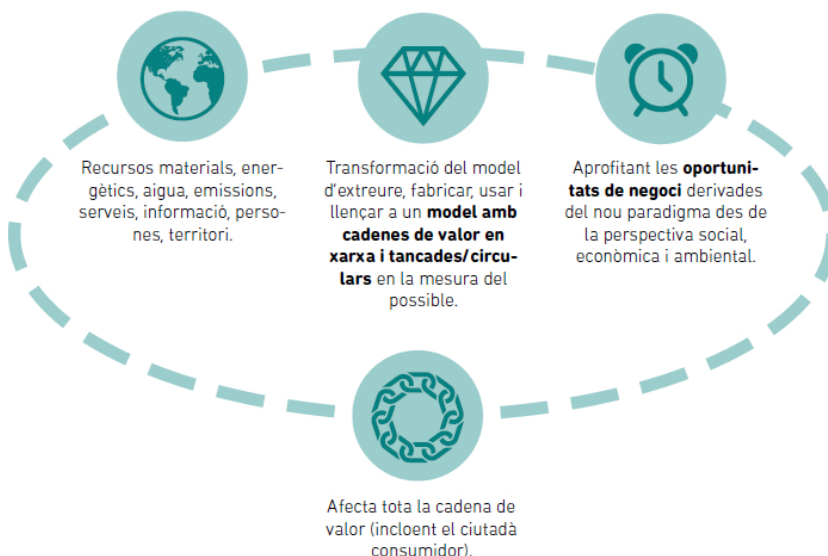 Recursos materials, ener-
gètics, aigua, emissions,
serveis, informació, perso-
nes, territori.
Transformació del model
d'extreure, fabricar, usar i
llençar a un model amb
cadenes de valor en
xarxa i tancades/circu-
lars en la mesura del
possible.
Aprofitant les oportuni-
tats de negoci derivades
del nou paradigma des de
la perspectiva social,
econòmica i ambiental.
Afecta tota la cadena de
valor (incloent el ciutadà
consumidor).